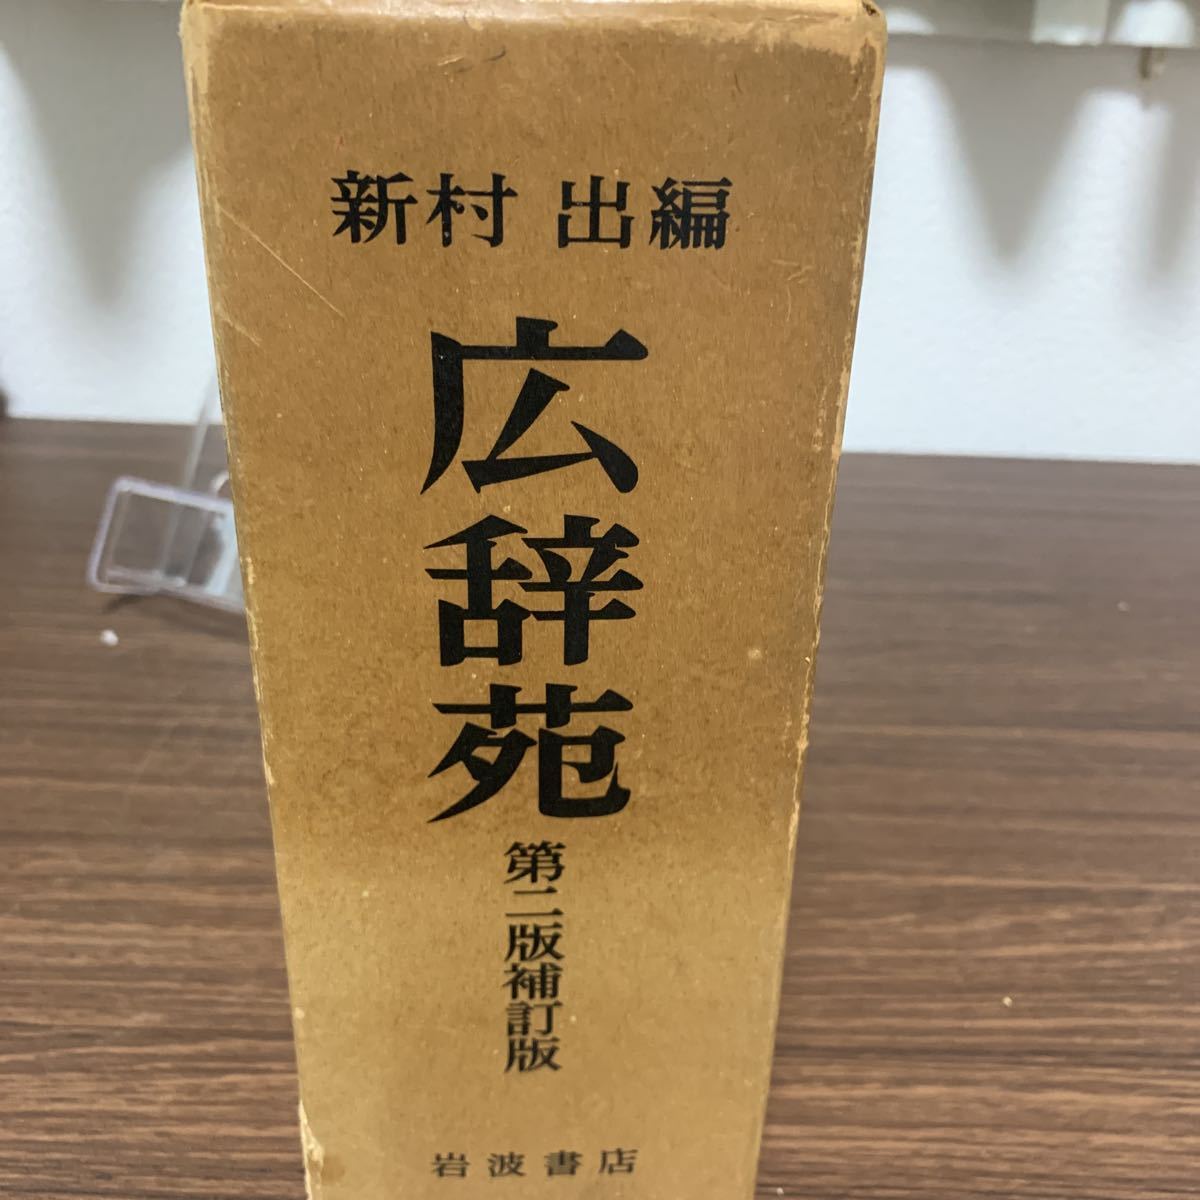 新村 出編
広辞苑
第二版補訂版
岩波書店